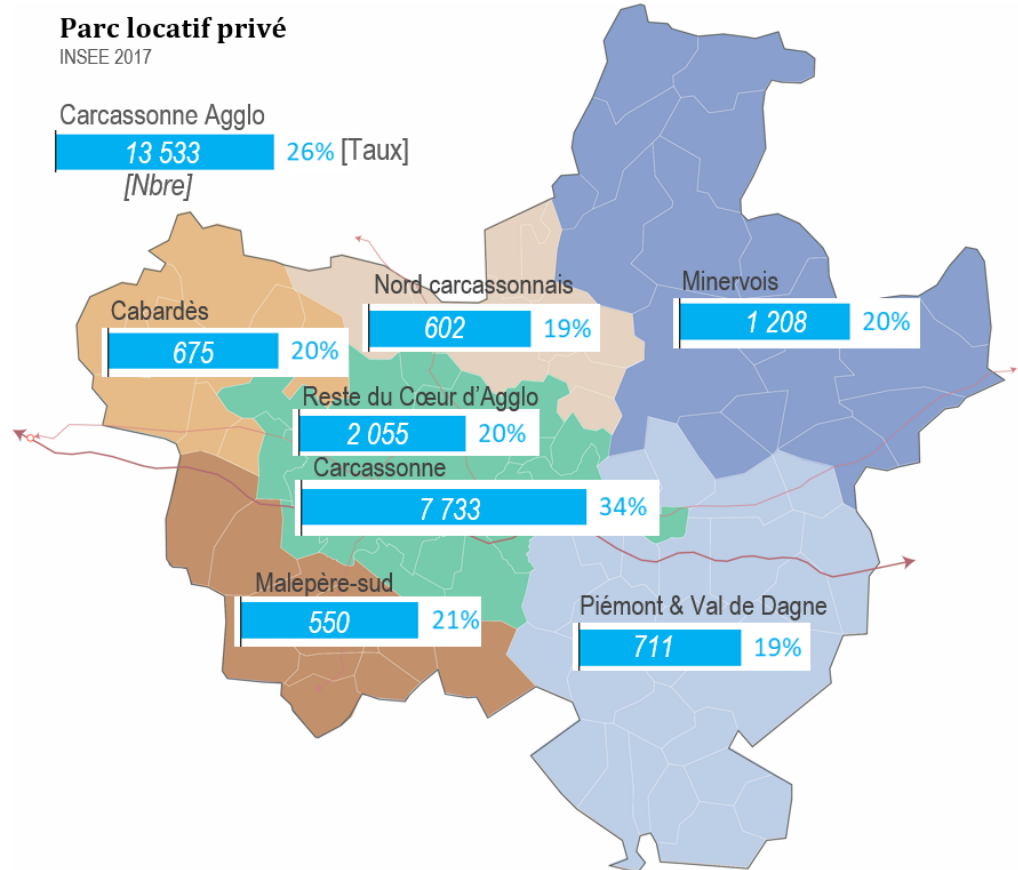 Parc locatif privé
INSEE 2017
Carcassonne Agglo
13 533 26% [Taux]
[Nbre]
Nord carcassonnais
602 19%
Minervois
1 208 20%
Cabardès
675 20%
Reste du Cœur d'Agglo
2 055 20%
Carcassonne
7 733 34%
Malepère-sud
550 21%
Piémont & Val de Dagne
711 19%